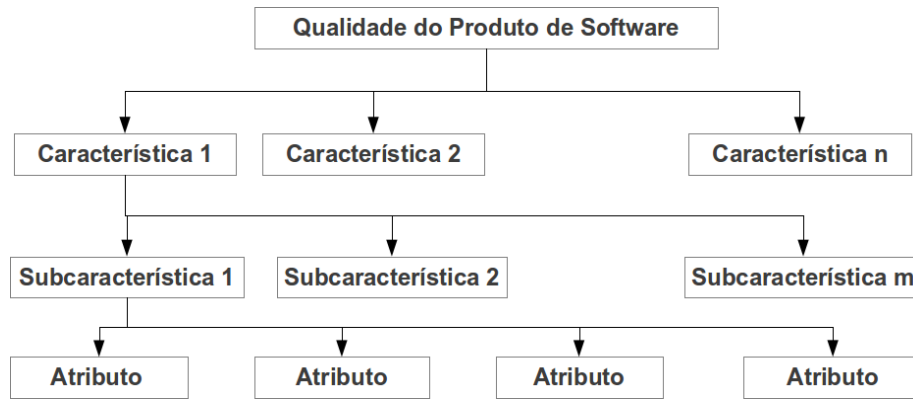 Qualidade do Produto de Software
Característica 1
Característica 2
Característica n
Subcaracterística 1
Subcaracterística 2
Subcaracterística m
Atributo
Atributo
Atributo
Atributo